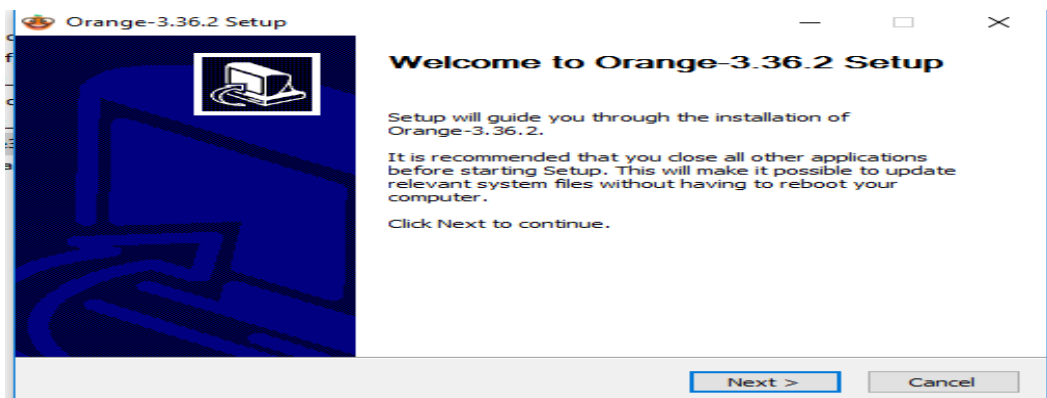 Orange-3.36.2 Setup
Welcome to Orange-3.36.2 Setup
Setup will guide you through the installation of
Orange-3.36.2.
It is recommended that you close all other applications
before starting Setup. This will make it possible to update
relevant system files without having to reboot your
computer.
Click Next to continue.
Next >
Cancel